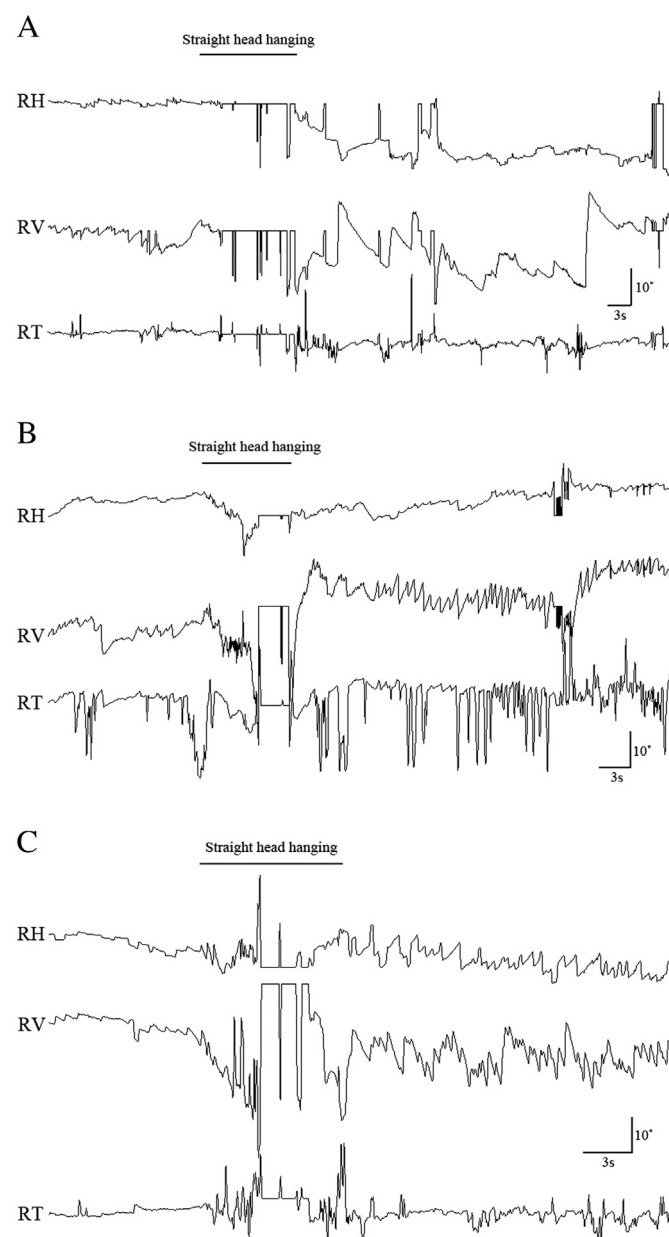 A
Straight head hanging
RH
RV
10°
3s
RT
B
Straight head hanging
RH
RV
RT
10°
3s
C
Straight head hanging
RH
RV
10°
3s
RT